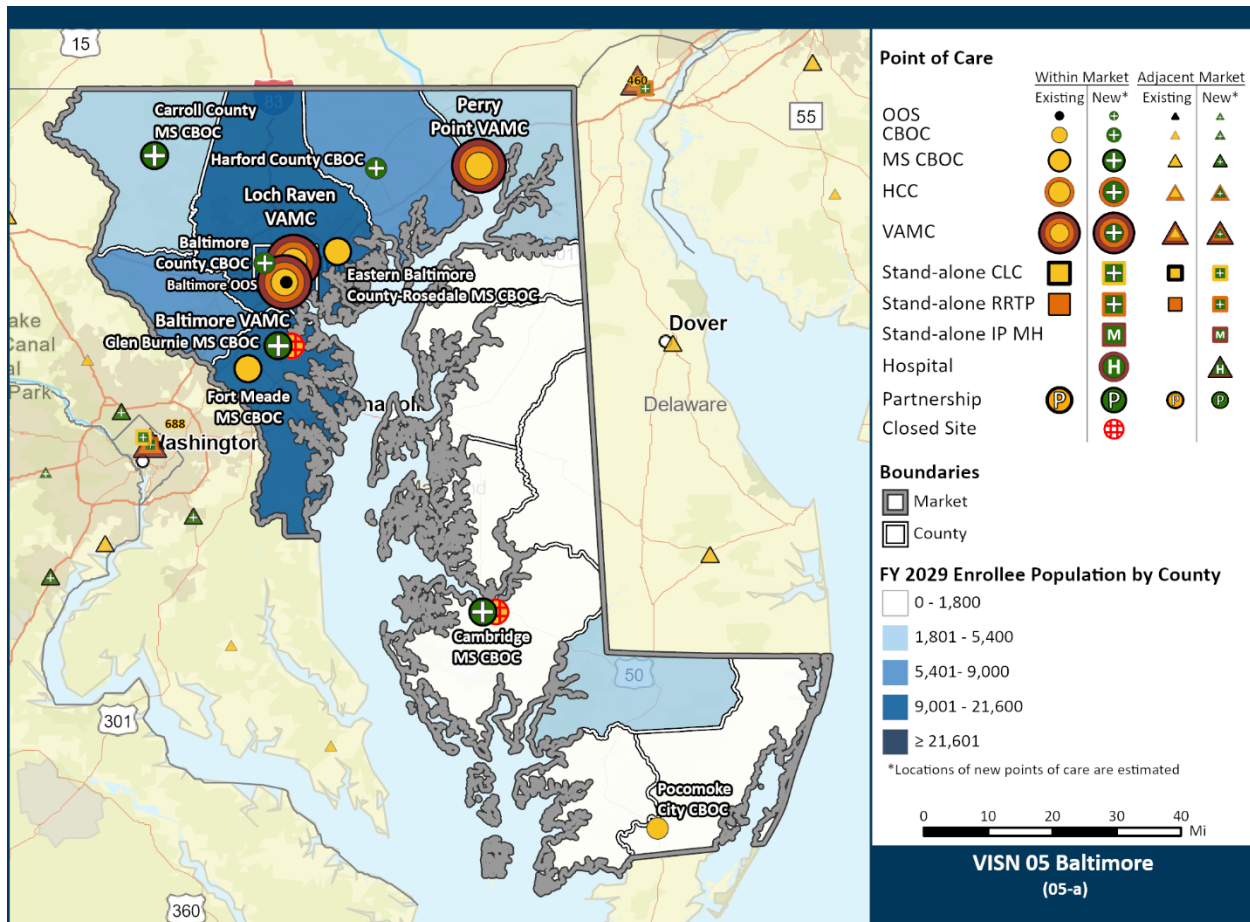 15
83
460
55
Carroll County
MS CBOC
Perry
Point VAMC
Harford County CBOC
Loch Raven
VAMC
Baltimore
County CBOC
Baltimore OOS
Eastern Baltimore
County-Rosedale MS CBOC
Baltimore VAMC
Glen Burnie MS CBOC
Fort Meade
MS CBOC
Dover
Delaware
688
Washington
Park
Cambridge
MS CBOC
50
301
Pocomoke
City CBOC
360
Point of Care
Within Market Adjacent Market
Existing New* Existing New*
OOS
CBOC
MS CBOC
HCC
VAMC
Stand-alone CLC
Stand-alone RRTP
Stand-alone IP MH
M M
Hospital
H H
Partnership
P P P P
Closed Site
Boundaries
Market
County
FY 2029 Enrollee Population by County
0 - 1,800
1,801 - 5,400
5,401- 9,000
9,001 - 21,600
≥ 21,601
*Locations of new points of care are estimated
0 10 20 30 40
Mi
VISN 05 Baltimore
(05-a)